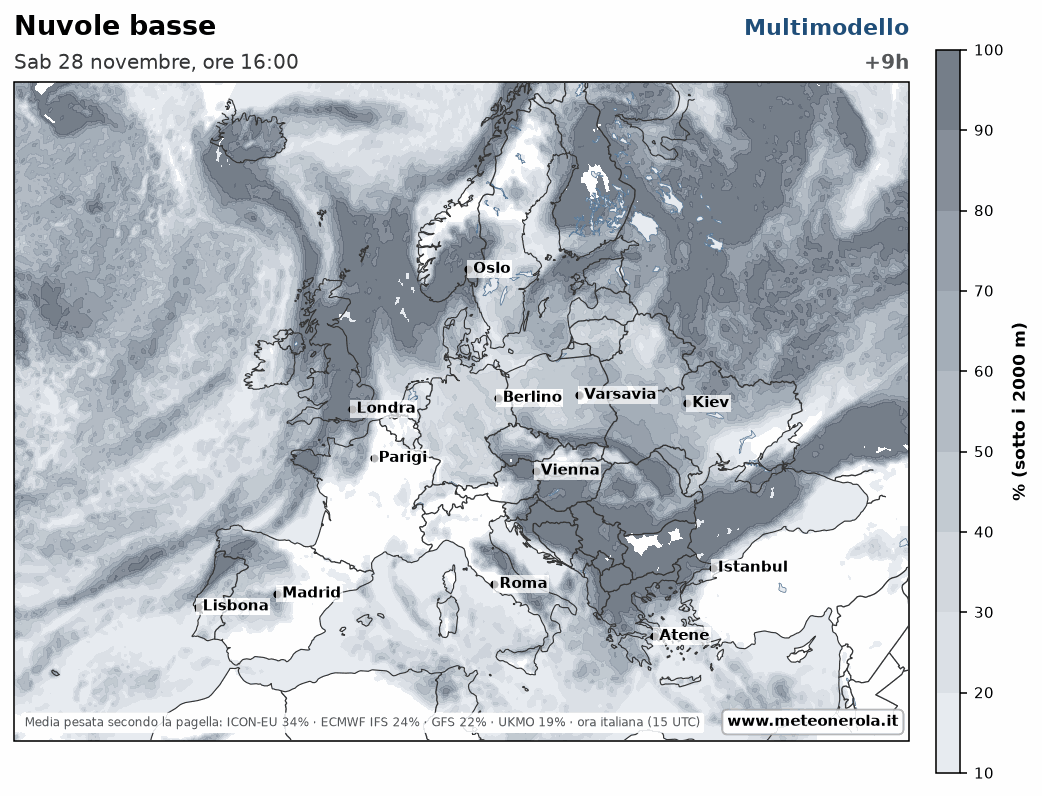 Nuvole basse
Multimodello
Sab 28 novembre, ore 16:00
+9h
100
90
80
70
60
50
40
30
20
10
% (sotto i 2000 m)
Oslo
Londra
Berlino
Varsavia
Kiev
Parigi
Vienna
Istanbul
Roma
Madrid
Lisbona
Atene
Media pesata secondo la pagella: ICON-EU 34% · ECMWF IFS 24% · GFS 22% · UKMO 19% · ora italiana (15 UTC)
www.meteonerola.it